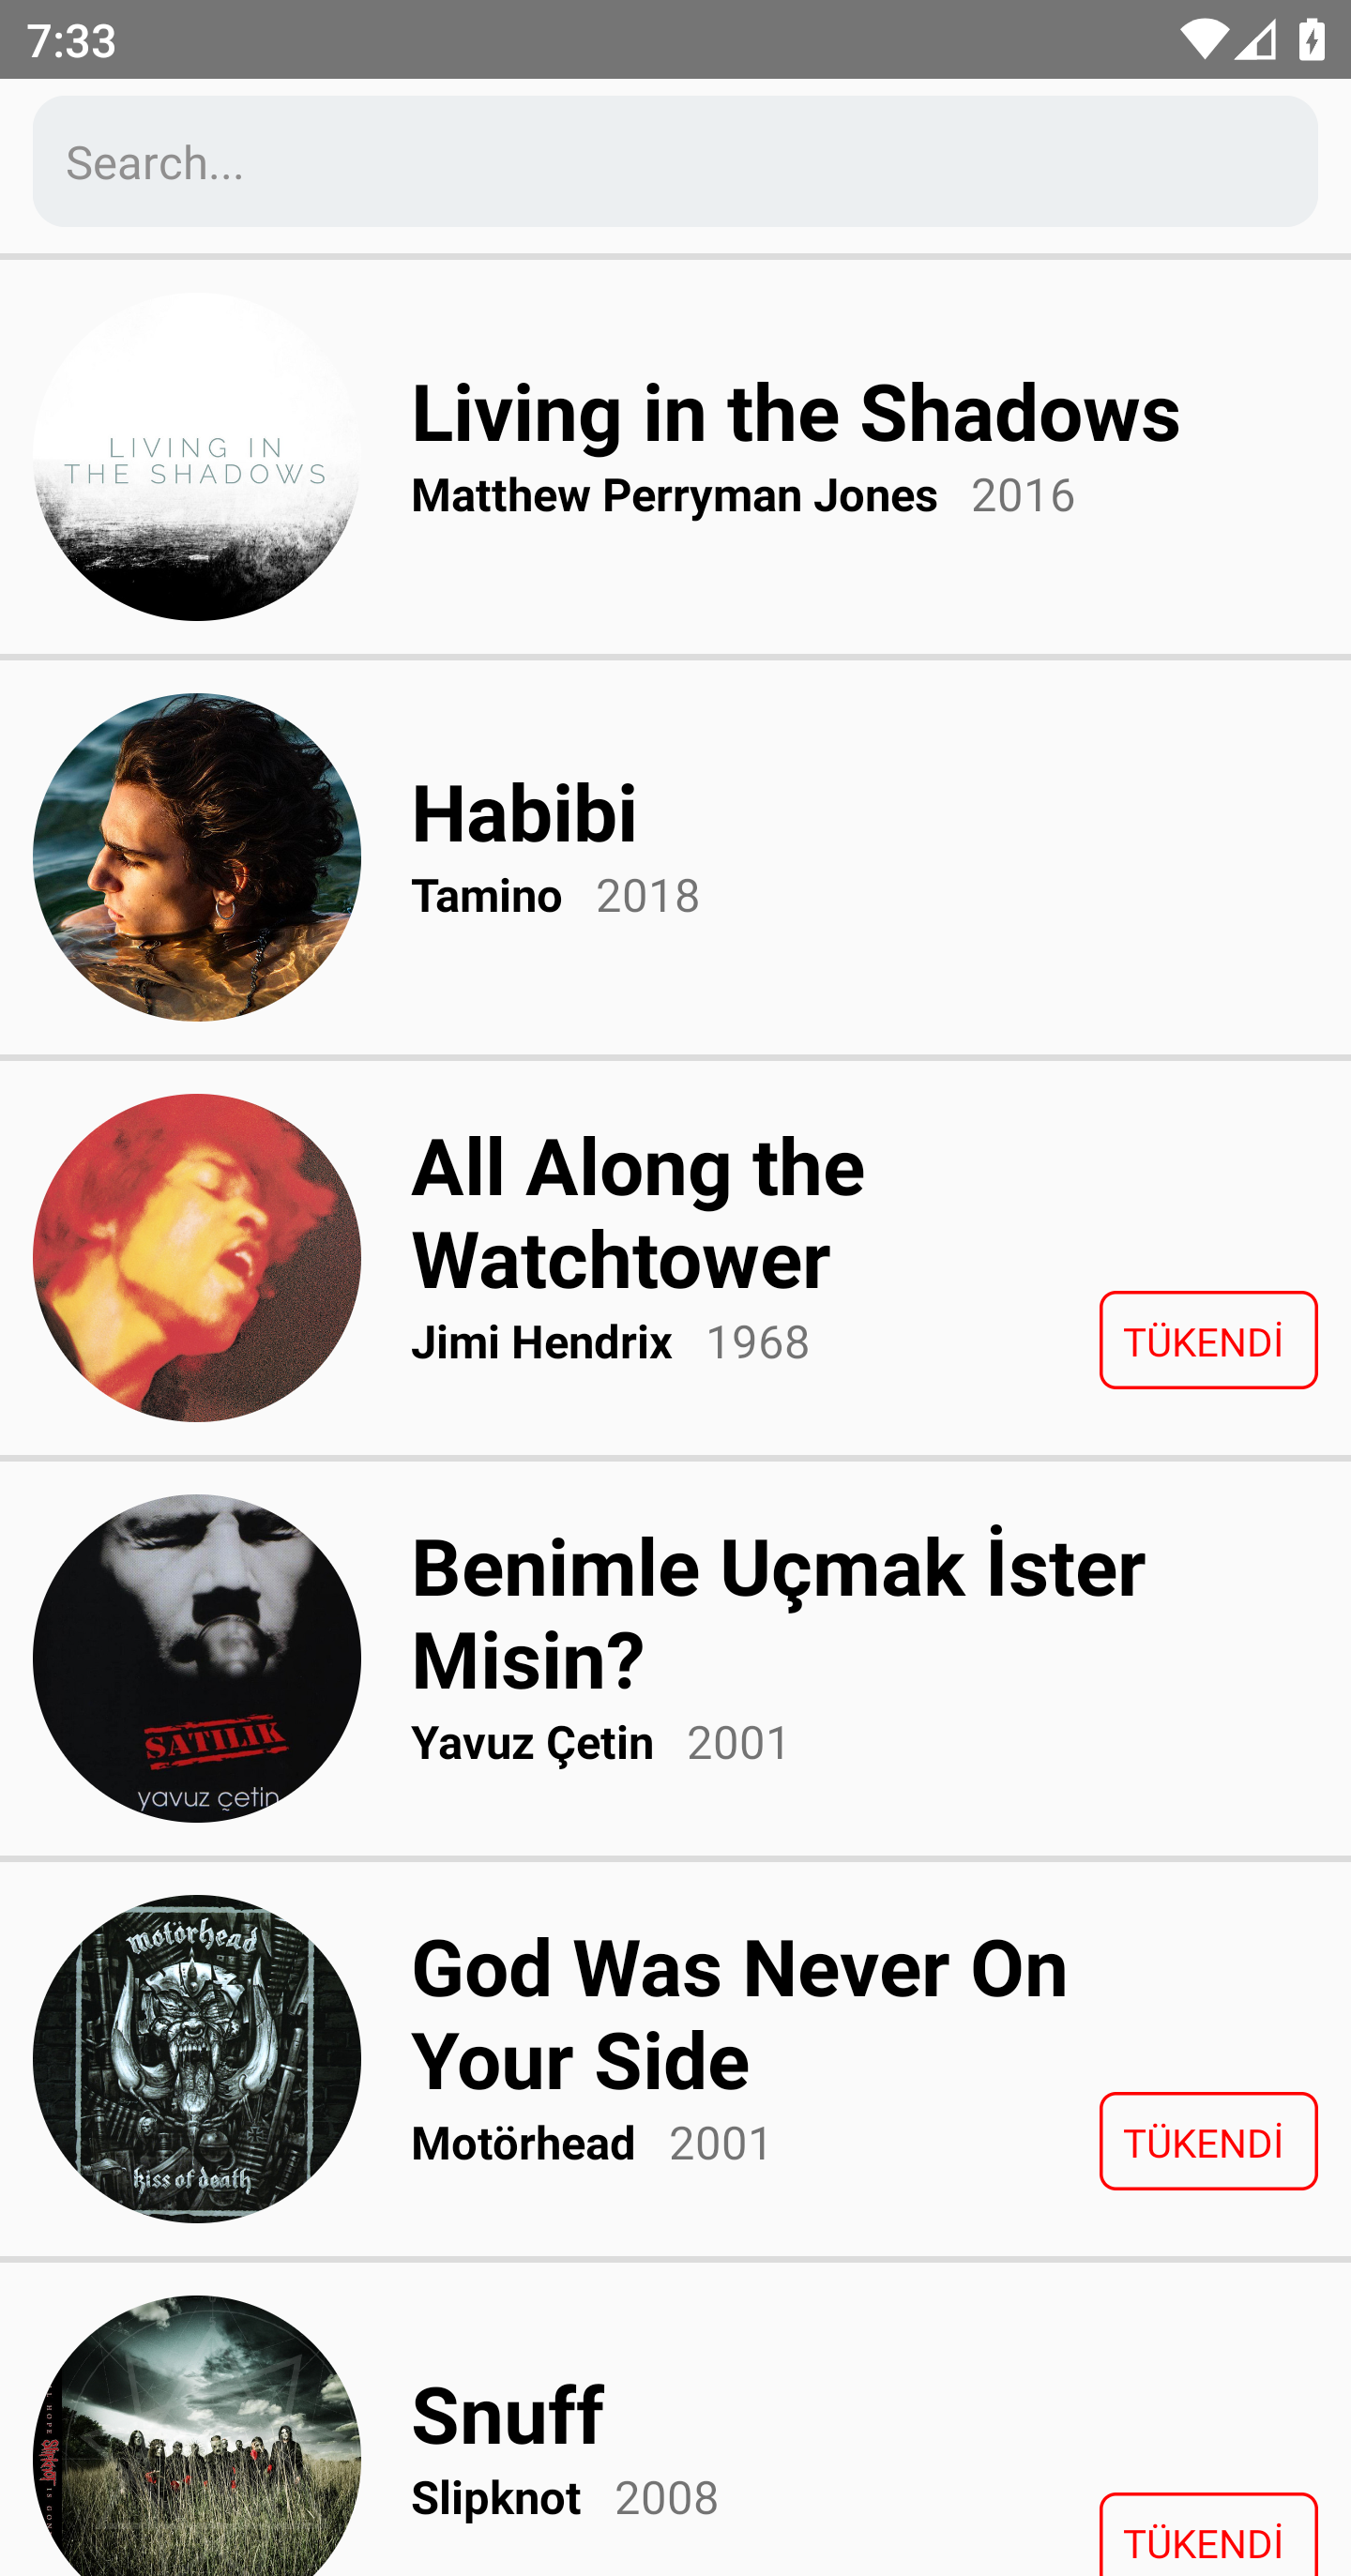 7:33
Search...
LIVING IN
THE SHADOWS
Living in the Shadows
Matthew Perryman Jones 2016
Habibi
Tamino 2018
All Along the
Watchtower
Jimi Hendrix 1968
TÜKENDİ
Benimle Uçmak İster
Misin?
Yavuz Çetin 2001
SATILIK
yavuz çetin
motörhead
God Was Never On
Your Side
Motörhead 2001
TÜKENDİ
kiss of death
Snuff
Slipknot 2008
TÜKENDİ